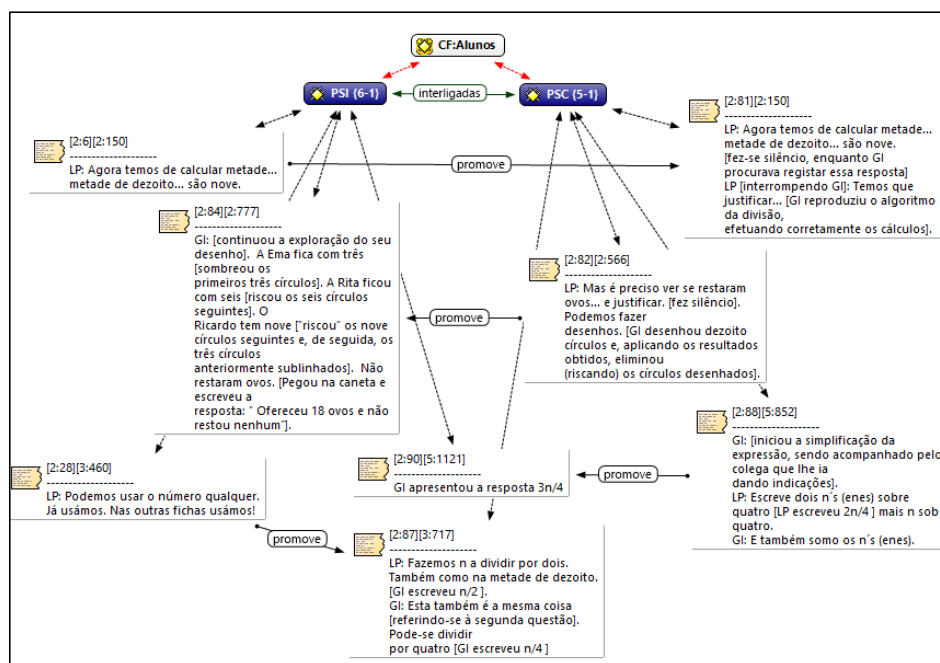 CF:Alunos
PSI {6-1}
interligadas
PSC {5-1}
[2:6][2:150]
---------------------
LP: Agora temos de calcular metade...
metade de dezoito... são nove.
promove
[2:81][2:150]
---------------------
LP: Agora temos de calcular metade...
metade de dezoito... são nove.
[fez-se silêncio, enquanto GI
procurava registar essa resposta]
LP [interrompendo GI]: Temos que
justificar... [GI reproduziu o algoritmo
da divisão,
efetuando corretamente os cálculos].
[2:84][2:777]
---------------------
GI: [continuou a exploração do seu
desenho]. A Ema fica com três
[sombreou os
primeiros três círculos]. A Rita ficou
com seis [riscou os seis círculos
seguintes]. O
Ricardo tem nove ["riscou" os nove
círculos seguintes e, de seguida, os
três círculos
anteriormente sublinhados]. Não
restaram ovos. [Pegou na caneta e
escreveu a
resposta: " Ofereceu 18 ovos e não
restou nenhum"].
promove
[2:82][2:566]
---------------------
LP: Mas é preciso ver se restaram
ovos... e justificar. [fez silêncio].
Podemos fazer
desenhos. [GI desenhou dezoito
círculos e, aplicando os resultados
obtidos, eliminou
(riscando) os círculos desenhados].
[2:28][3:460]
---------------------
LP: Podemos usar o número qualquer.
Já usámos. Nas outras fichas usámos!
promove
[2:90][5:1121]
---------------------
GI apresentou a resposta 3n/4
promove
[2:88][5:852]
---------------------
GI: [iniciou a simplificação da
expressão, sendo acompanhado pelo
colega que lhe ia
dando indicações].
LP: Escreve dois n´s (enes) sobre
quatro [LP escreveu 2n/4 ] mais n sob
quatro.
GI: E também somo os n´s (enes).
[2:87][3:717]
---------------------
LP: Fazemos n a dividir por dois.
Também como na metade de dezoito.
[GI escreveu n/2 ].
GI: Esta também é a mesma coisa
[referindo-se à segunda questão].
Pode-se dividir
por quatro [GI escreveu n/4 ]